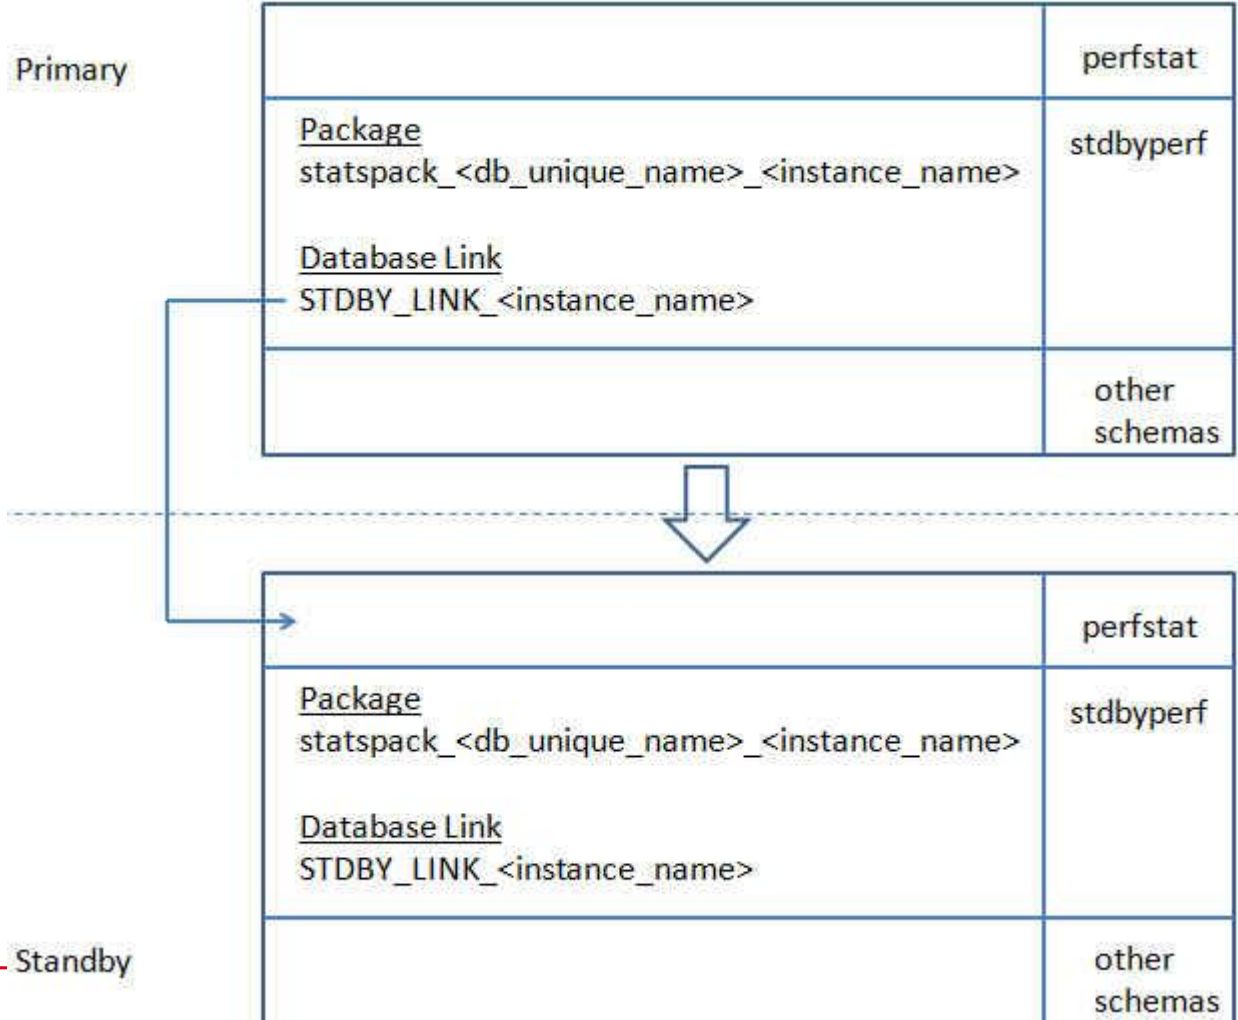 Primary
perfstat
Package
statspack_<db_unique_name>_<instance_name>
stdbyperf
Database Link
STDBY_LINK_<instance_name>
other
schemas
perfstat
Package
statspack_<db_unique_name>_<instance_name>
stdbyperf
Database Link
STDBY_LINK_<instance_name>
Standby
other
schemas